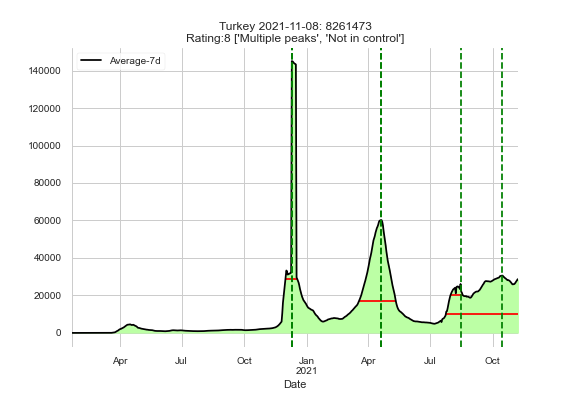 Turkey 2021-11-08: 8261473
Rating:8 ['Multiple peaks', 'Not in control']
Average-7d
140000
120000
100000
80000
60000
40000
20000
0
Apr Jul Oct Jan Apr Jul Oct
2021
Date